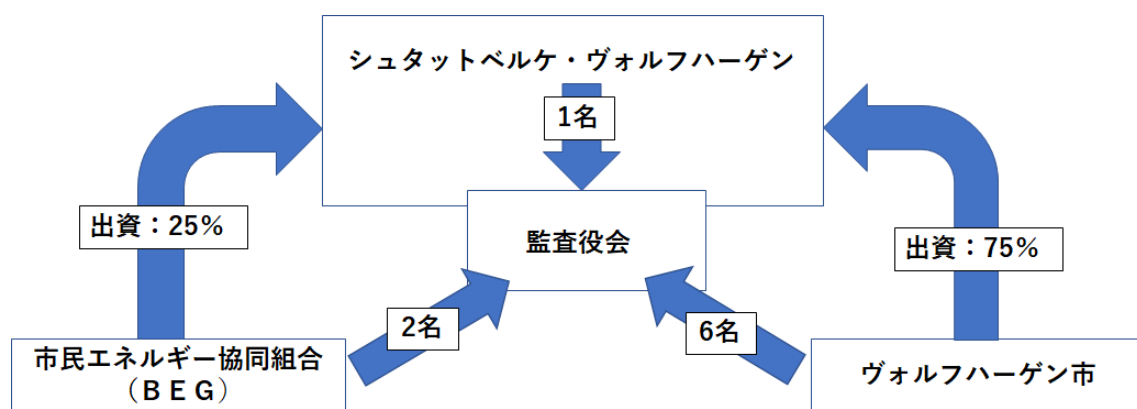 シュタットベルケ・ヴォルフハーゲン
1名
出資：25%
監査役会
出資：75%
2名
6名
市民エネルギー協同組合
（ＢＥＧ）
ヴォルフハーゲン市